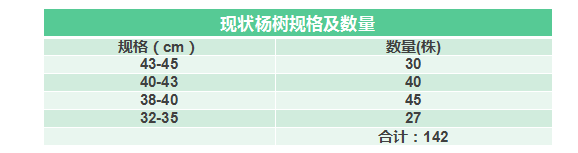 现状杨树规格及数量
规格（cm） 数量(株)
43-45 30
40-43 40
38-40 45
32-35 27
合计：142